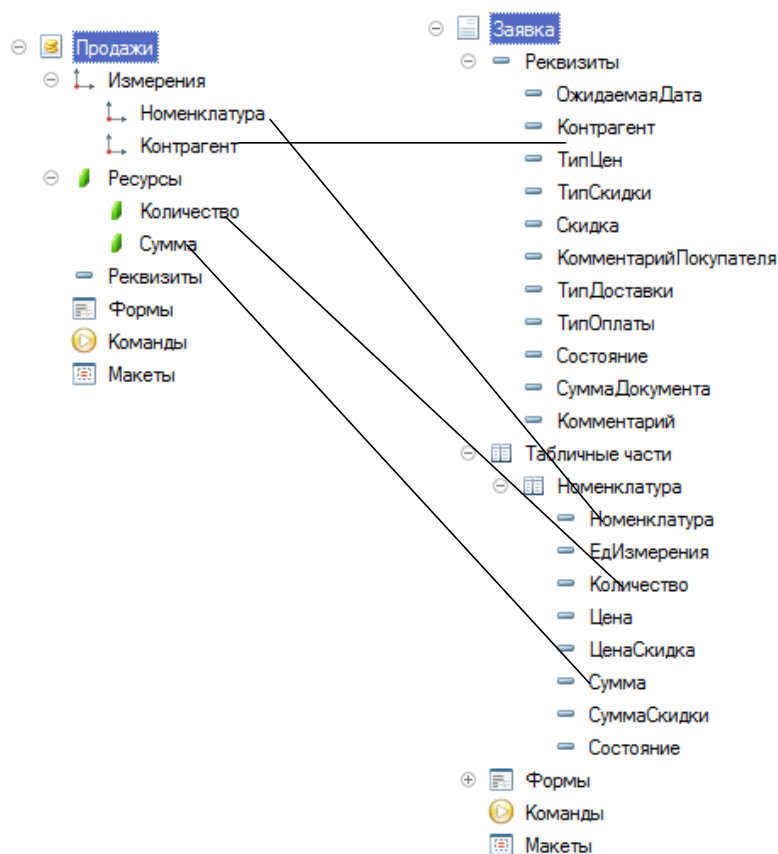 Продажи
Измерения
Номенклатура
Контрагент
Ресурсы
Количество
Сумма
Реквизиты
Формы
Команды
Макеты
Заявка
Реквизиты
ОжидаемаяДата
Контрагент
ТипЦен
ТипСкидки
Скидка
КомментарийПокупателя
ТипДоставки
ТипОплаты
Состояние
СуммаДокумента
Комментарий
Табличные части
Номенклатура
Номенклатура
ЕдИзмерения
Количество
Цена
ЦенаСкидка
Сумма
СуммаСкидки
Состояние
Формы
Команды
Макеты